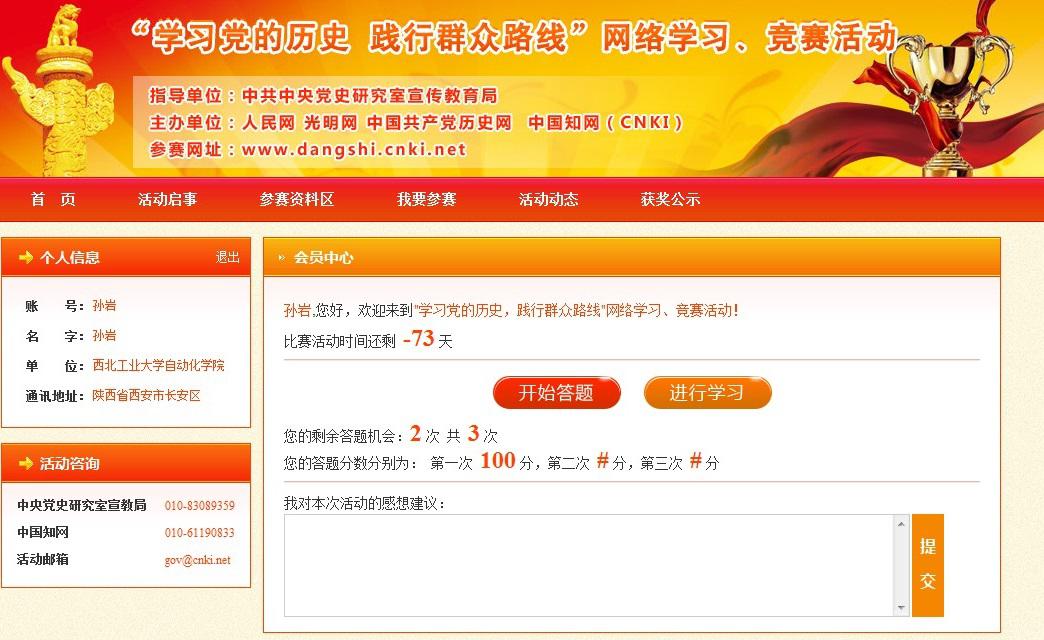 “学习党的历史 践行群众路线”网络学习、竞赛活动
指导单位：中共中央党史研究室宣传教育局
主办单位：人民网 光明网 中国共产党历史网 中国知网（CNKI）
参赛网址：www.dangshi.cnki.net
首 页 活动启事 参赛资料区 我要参赛 活动动态 获奖公示
个人信息 退出
账 号：孙岩
名 字：孙岩
单 位：西北工业大学自动化学院
通讯地址：陕西省西安市长安区
活动咨询
中央党史研究室宣教局 010-83089359
中国知网 010-61190833
活动邮箱 gov@cnki.net
会员中心
孙岩,您好，欢迎来到"学习党的历史，践行群众路线"网络学习、竞赛活动！
比赛活动时间还剩 -73 天
开始答题 进行学习
您的剩余答题机会：2 次 共 3 次
您的答题分数分别为： 第一次 100 分，第二次 # 分，第三次 # 分
我对本次活动的感想建议：
提交